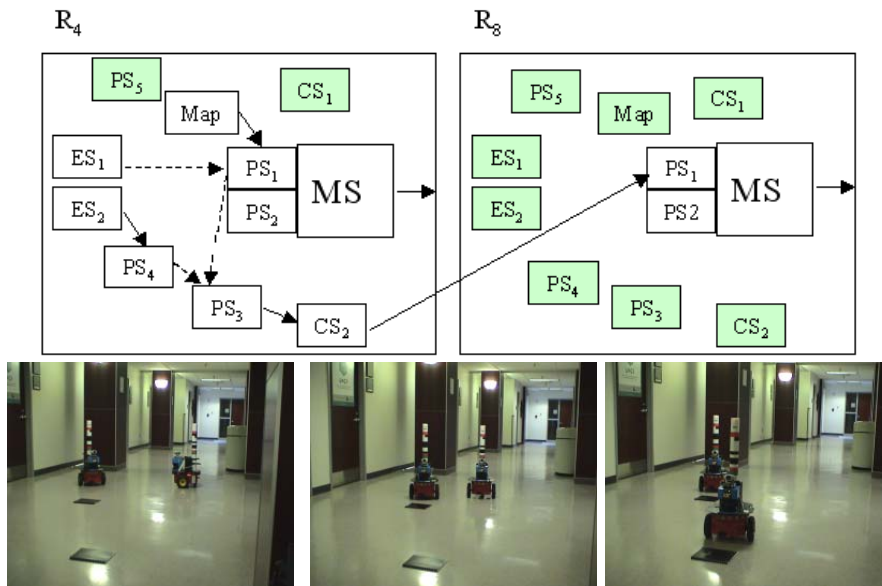 R₄
R₈
PS₅
CS₁
Map
ES₁
PS₁
MS
ES₂
PS₂
PS₄
PS₃
CS₂
PS₅
Map
CS₁
ES₁
PS₁
MS
ES₂
PS2
PS₄
PS₃
CS₂